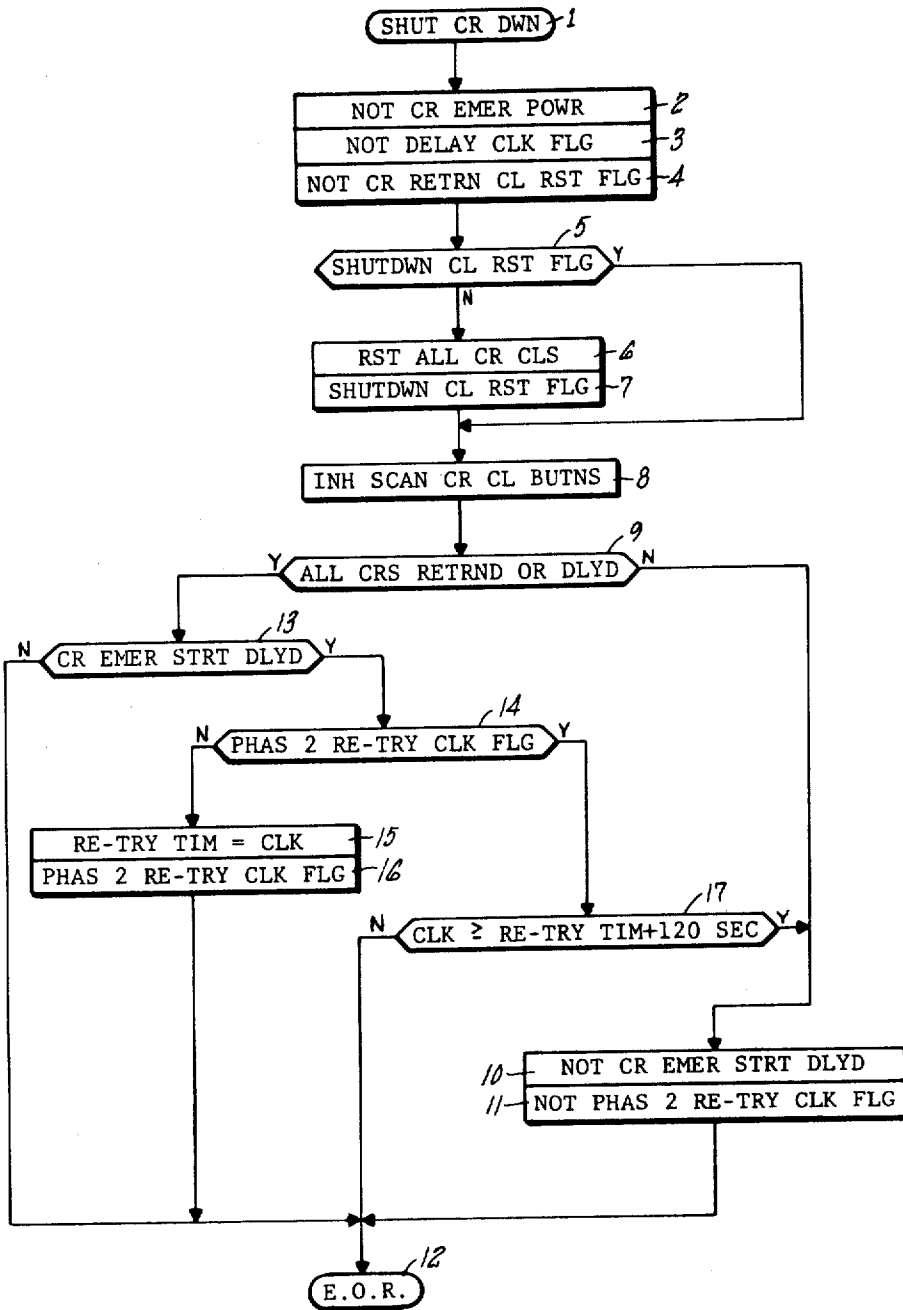 SHUT CR DWN 1
NOT CR EMER POWR 2
NOT DELAY CLK FLG 3
NOT CR RETRN CL RST FLG 4
5
SHUTDWN CL RST FLG Y
N
RST ALL CR CLS 6
SHUTDWN CL RST FLG 7
INH SCAN CR CL BUTNS 8
9
Y ALL CRS RETRND OR DLYD N
13
N CR EMER STRT DLYD Y
14
N PHAS 2 RE-TRY CLK FLG Y
RE-TRY TIM = CLK 15
PHAS 2 RE-TRY CLK FLG 16
17
N CLK ≥ RE-TRY TIM+120 SEC Y
10 NOT CR EMER STRT DLYD
11 NOT PHAS 2 RE-TRY CLK FLG
12
E.O.R.